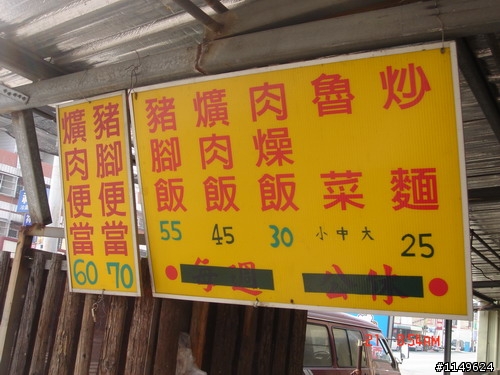 炒麵
25
魯菜
小中大
肉燥飯
30
爌肉飯
45
豬腳飯
55
豬腳便當
70
爌肉便當
60
#1149624